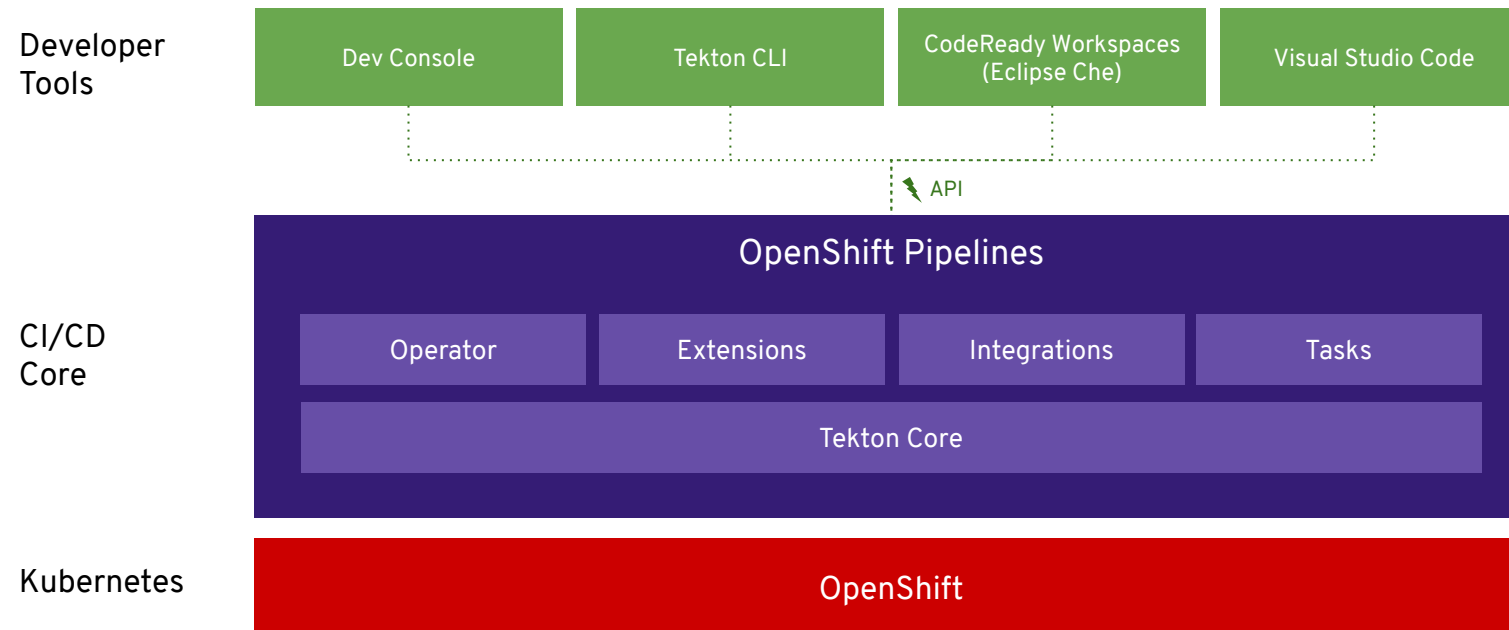 Developer
Tools
Dev Console
Tekton CLI
CodeReady Workspaces
(Eclipse Che)
Visual Studio Code
API
CI/CD
Core
OpenShift Pipelines
Operator
Extensions
Integrations
Tasks
Tekton Core
Kubernetes
OpenShift